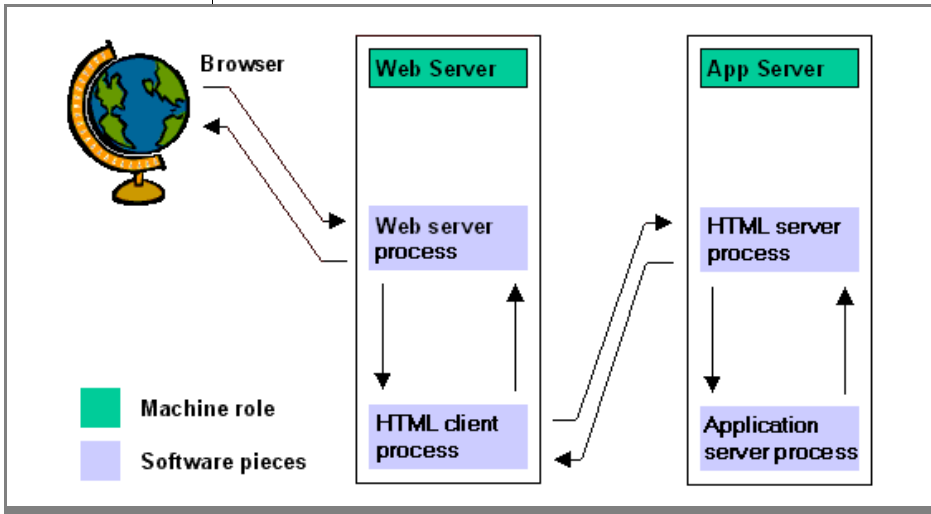 Browser
Web Server
App Server
Web server
process
HTML server
process
HTML client
process
Application
server process
Machine role
Software pieces